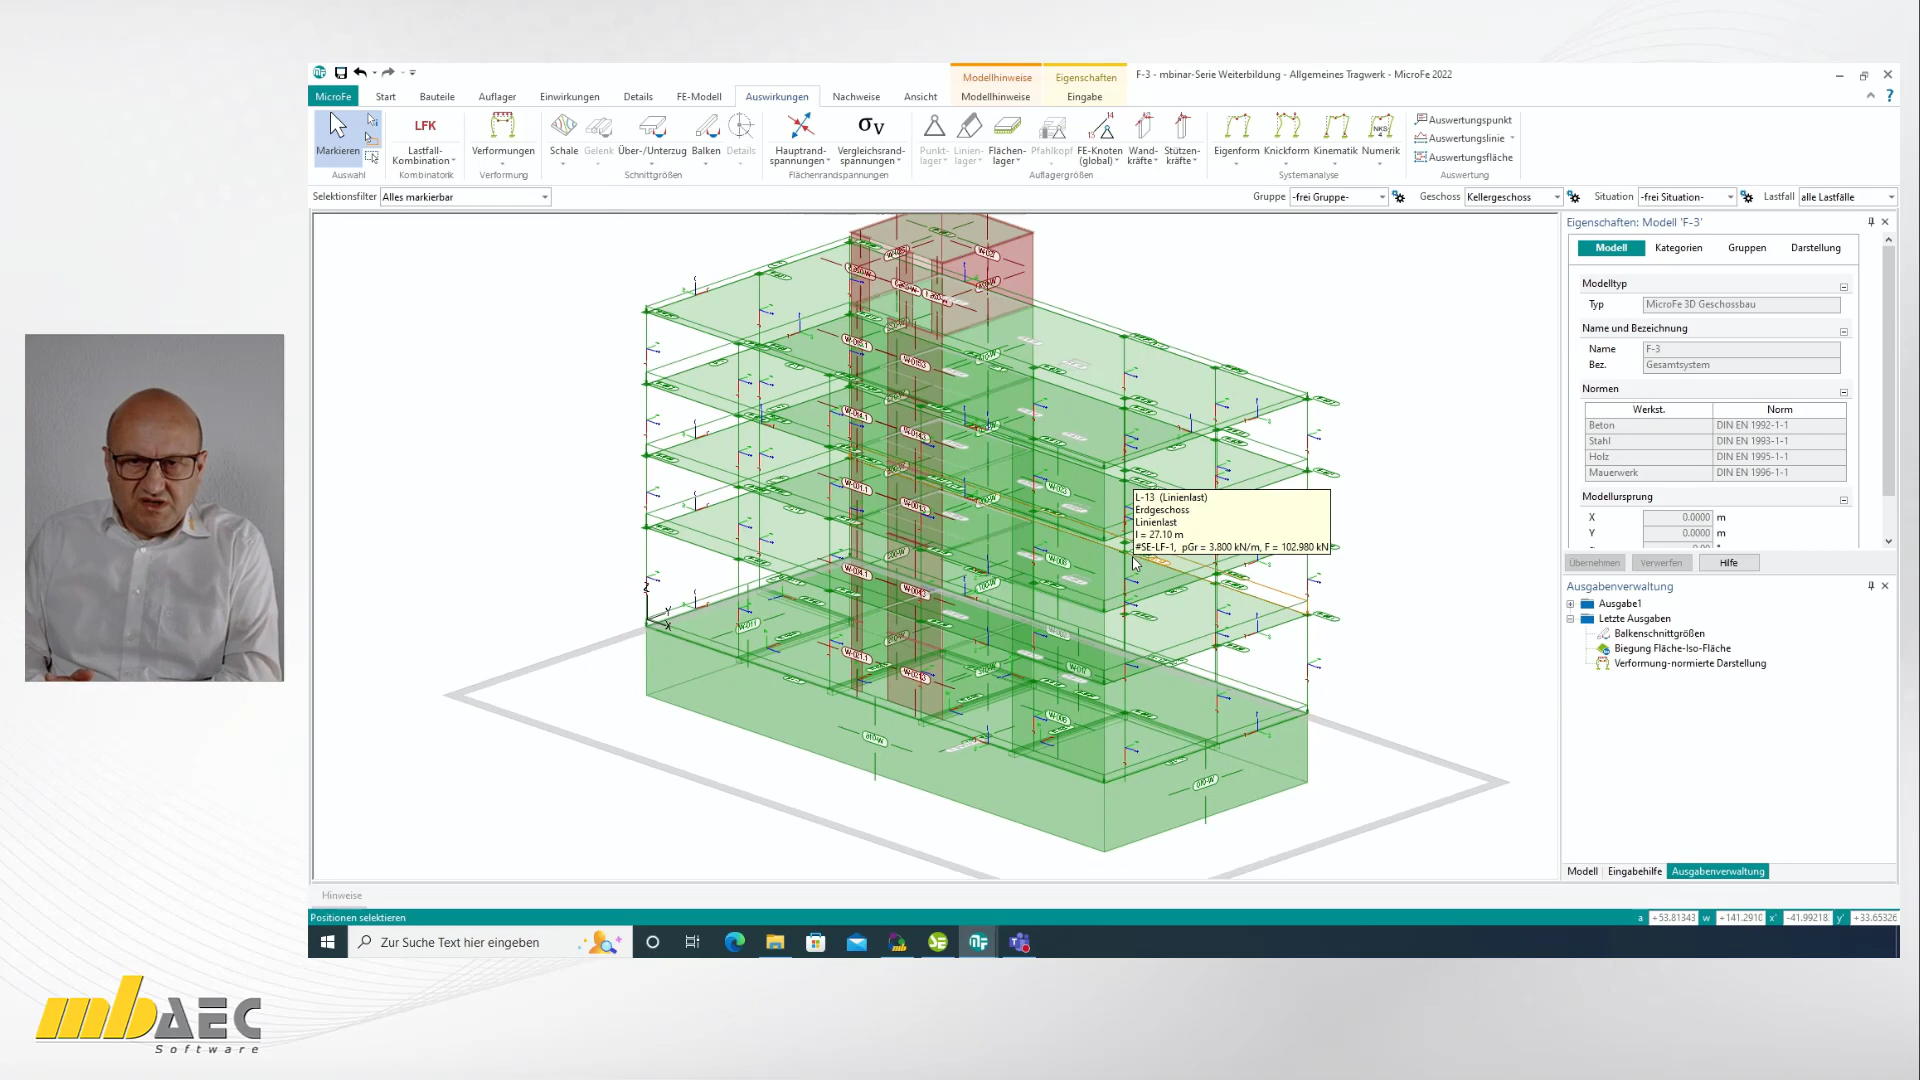 F-3 - mbinar-Serie Weiterbildung - Allgemeines Tragwerk - MicroFe 2022
Modellhinweise Eigenschaften
MicroFe Start Bauteile Auflager Einwirkungen Details FE-Modell Auswirkungen Nachweise Ansicht Modellhinweise Eingabe
Markieren
LFK
Lastfall-
Kombination
Verformungen
Schale Gelenk Über-/Unterzug Balken Details
Hauptrand-
spannungen
σv
Vergleichsrand-
spannungen
Punkt-
lager
Linien-
lager
Flächen-
lager
Pfahlkopf
FE-Knoten
(global)
Wand-
kräfte
Stützen-
kräfte
Eigenform Knickform Kinematik Numerik
Auswertungspunkt
Auswertungslinie
Auswertungsfläche
Auswahl Kombinatorik Verformung Schnittgrößen Flächenrandspannungen Auflagergrößen Systemanalyse Auswertung
Selektionsfilter Alles markierbar
Gruppe -frei Gruppe- Geschoss Kellergeschoss Situation -frei Situation- Lastfall alle Lastfälle
L-13 (Linienlast)
Erdgeschoss
Linienlast
l = 27.10 m
#SE-LF-1, pGr = 3.800 kN/m, F = 102.980 kN
Z
Y
X
Eigenschaften: Modell 'F-3'
Modell Kategorien Gruppen Darstellung
Modelltyp
Typ MicroFe 3D Geschossbau
Name und Bezeichnung
Name F-3
Bez. Gesamtsystem
Normen
Werkst. Norm
Beton DIN EN 1992-1-1
Stahl DIN EN 1993-1-1
Holz DIN EN 1995-1-1
Mauerwerk DIN EN 1996-1-1
Modellursprung
X 0.0000 m
Y 0.0000 m
Übernehmen Verwerfen Hilfe
Ausgabenverwaltung
Ausgabe1
Letzte Ausgaben
Balkenschnittgrößen
Biegung Fläche-Iso-Fläche
Verformung-normierte Darstellung
Modell Eingabehilfe Ausgabenverwaltung
Hinweise
Positionen selektieren
a +53.81343 w +141.2910 x' -41.99218 y' +33.65326
Zur Suche Text hier eingeben
mbAEC
Software